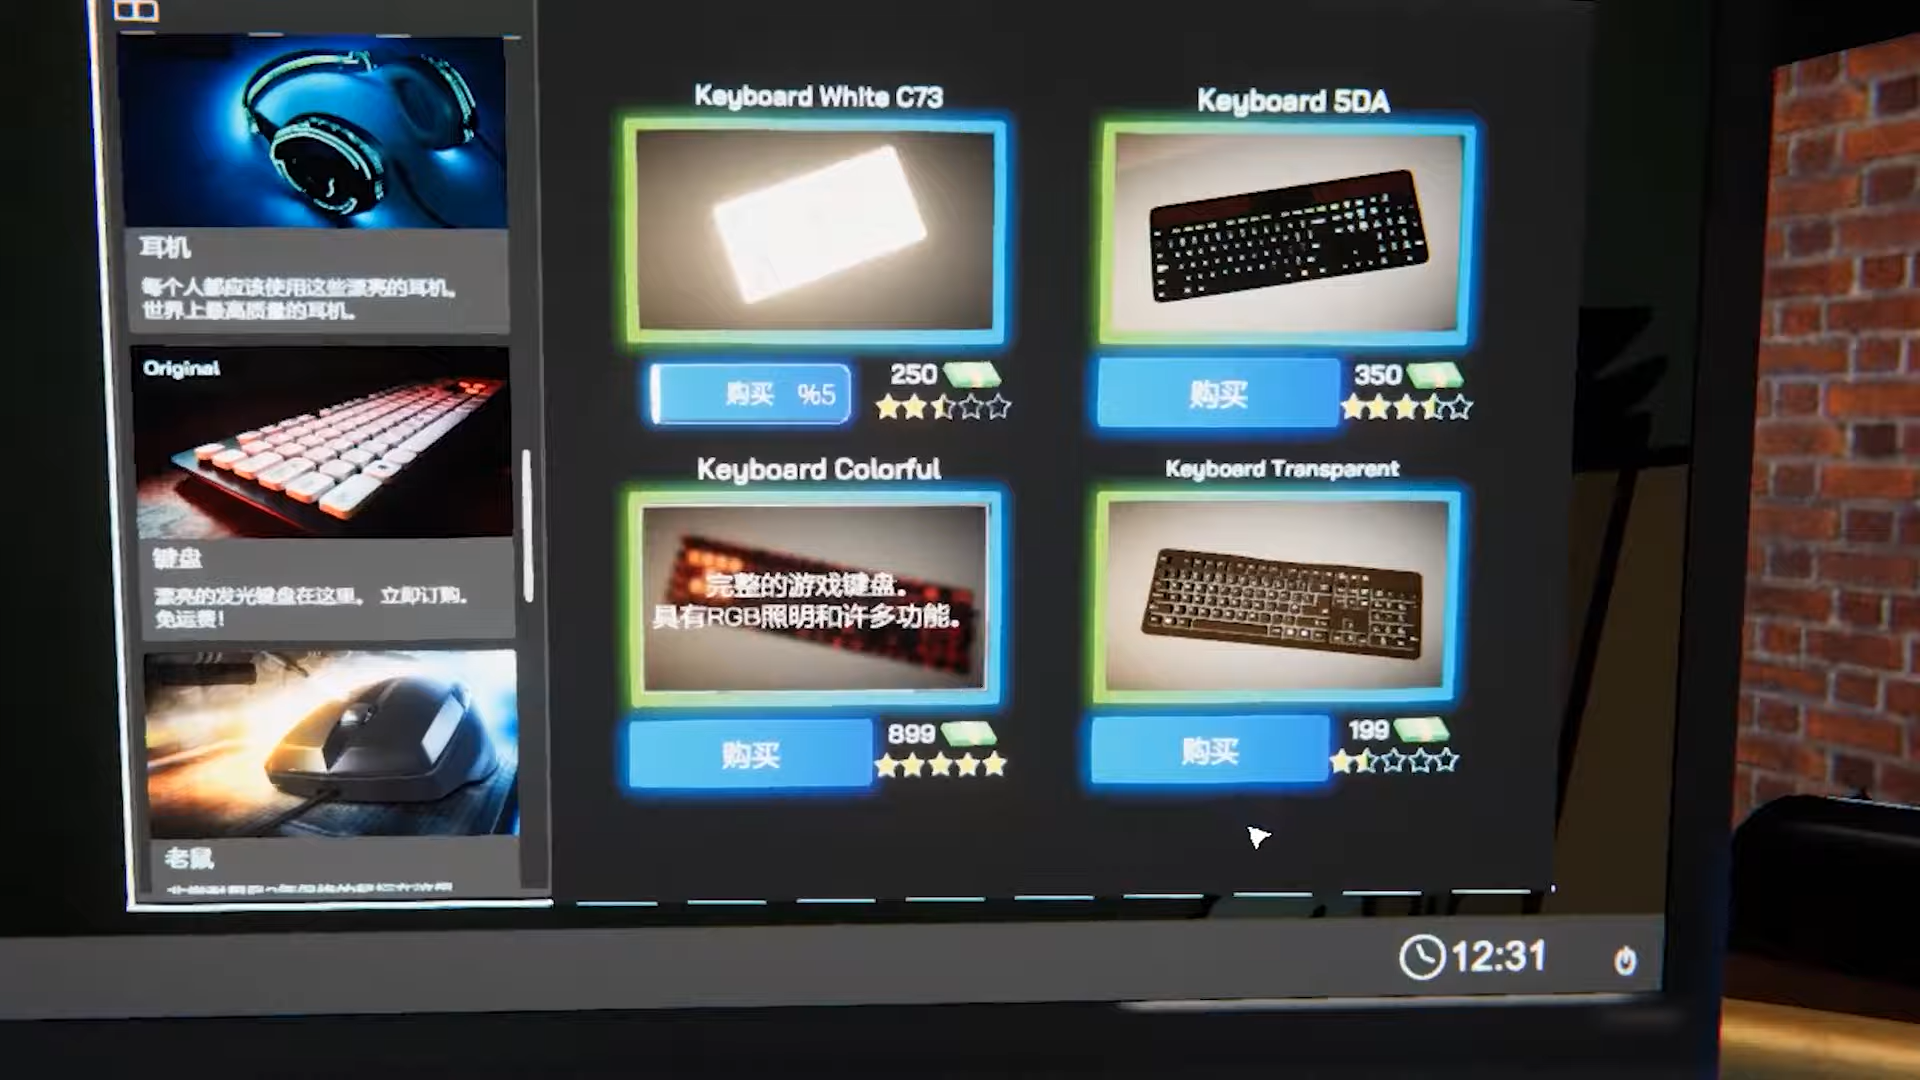 耳机
每个人都应该使用这些漂亮的耳机。
世界上最高质量的耳机。
Original
键盘
漂亮的发光键盘在这里。 立即订购。
免运费!
老鼠
Keyboard White C73
购买 %5
250
Keyboard 5DA
购买
350
Keyboard Colorful
完整的游戏键盘。
具有RGB照明和许多功能。
购买
899
Keyboard Transparent
购买
199
12:31